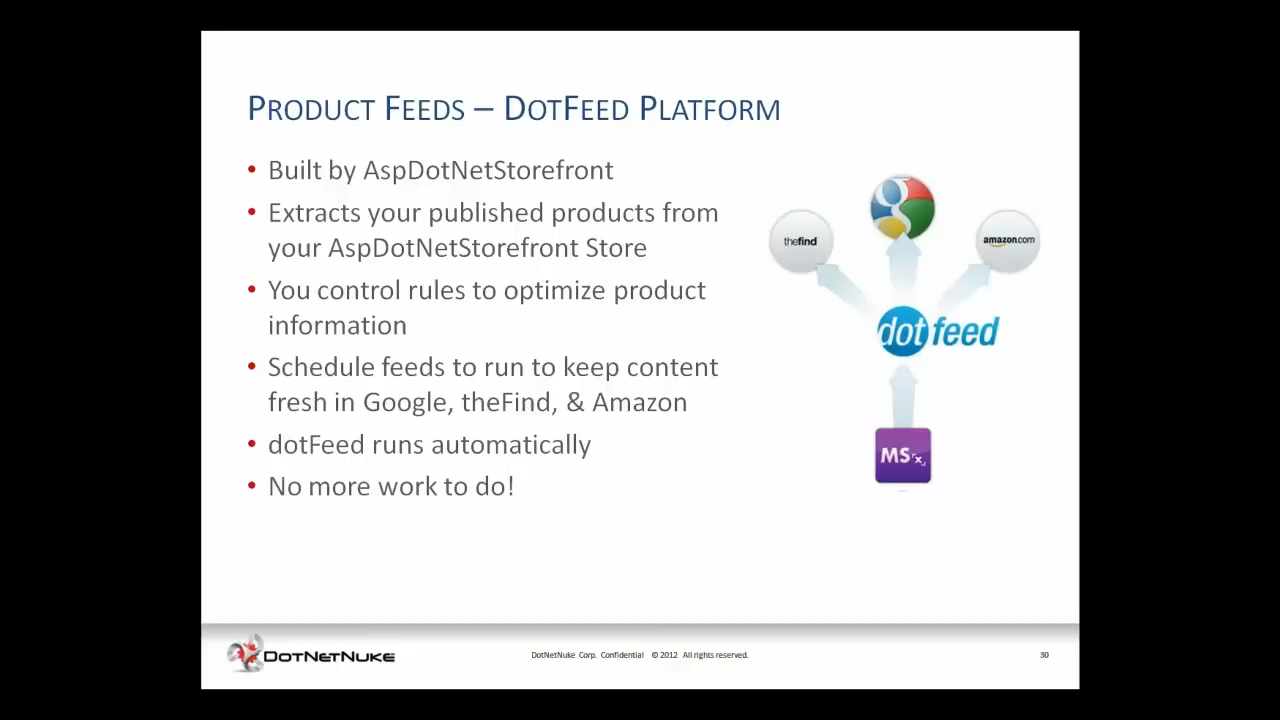 PRODUCT FEEDS – DOTFEED PLATFORM
• Built by AspDotNetStorefront
• Extracts your published products from
your AspDotNetStorefront Store
• You control rules to optimize product
information
• Schedule feeds to run to keep content
fresh in Google, theFind, & Amazon
• dotFeed runs automatically
• No more work to do!
g
thefind
amazon.com
dotfeed
MSx
DOTNETNUKE
DotNetNuke Corp. Confidential © 2012 All rights reserved.
30